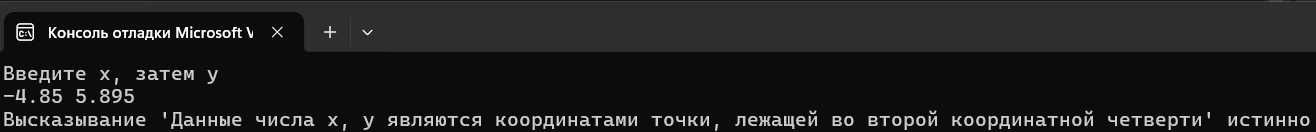 Консоль отладки Microsoft V
Введите x, затем y
-4.85 5.895
Высказывание 'Данные числа x, y являются координатами точки, лежащей во второй координатной четверти' истинно